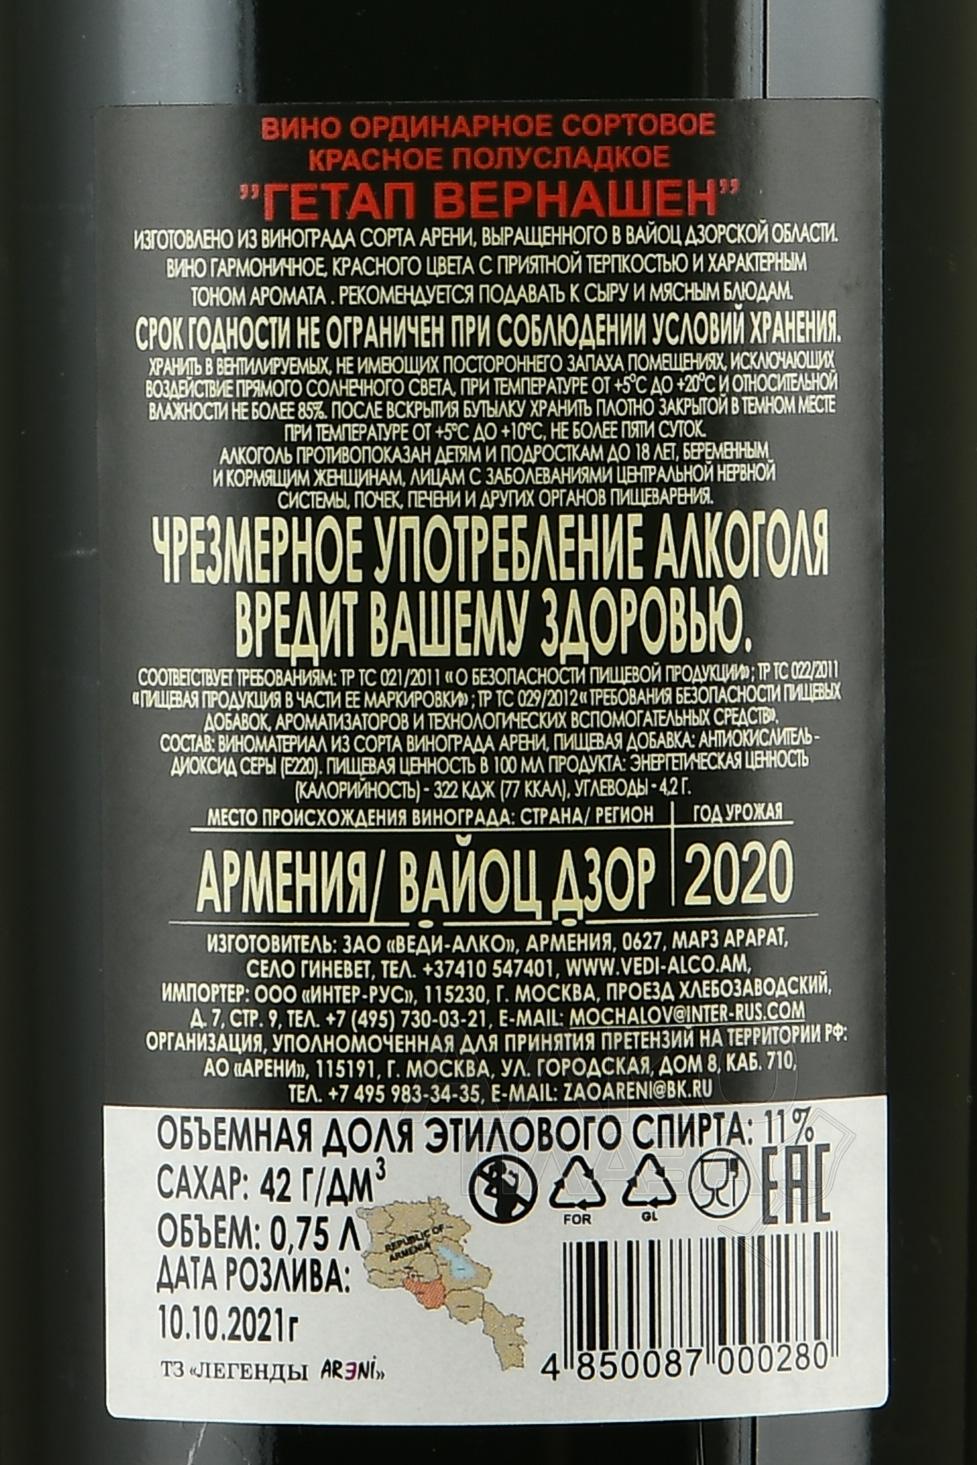 ВИНО ОРДИНАРНОЕ СОРТОВОЕ
КРАСНОЕ ПОЛУСЛАДКОЕ
"ГЕТАП ВЕРНАШЕН"
ИЗГОТОВЛЕНО ИЗ ВИНОГРАДА СОРТА АРЕНИ, ВЫРАЩЕННОГО В ВАЙОЦ ДЗОРСКОЙ ОБЛАСТИ.
ВИНО ГАРМОНИЧНОЕ, КРАСНОГО ЦВЕТА С ПРИЯТНОЙ ТЕРПКОСТЬЮ И ХАРАКТЕРНЫМ
ТОНОМ АРОМАТА . РЕКОМЕНДУЕТСЯ ПОДАВАТЬ К СЫРУ И МЯСНЫМ БЛЮДАМ.
СРОК ГОДНОСТИ НЕ ОГРАНИЧЕН ПРИ СОБЛЮДЕНИИ УСЛОВИЙ ХРАНЕНИЯ.
ХРАНИТЬ В ВЕНТИЛИРУЕМЫХ, НЕ ИМЕЮЩИХ ПОСТОРОННЕГО ЗАПАХА ПОМЕЩЕНИЯХ, ИСКЛЮЧАЮЩИХ
ВОЗДЕЙСТВИЕ ПРЯМОГО СОЛНЕЧНОГО СВЕТА, ПРИ ТЕМПЕРАТУРЕ ОТ +5°С ДО +20°С И ОТНОСИТЕЛЬНОЙ
ВЛАЖНОСТИ НЕ БОЛЕЕ 85%. ПОСЛЕ ВСКРЫТИЯ БУТЫЛКУ ХРАНИТЬ ПЛОТНО ЗАКРЫТОЙ В ТЕМНОМ МЕСТЕ
ПРИ ТЕМПЕРАТУРЕ ОТ +5°С ДО +10°С, НЕ БОЛЕЕ ПЯТИ СУТОК.
АЛКОГОЛЬ ПРОТИВОПОКАЗАН ДЕТЯМ И ПОДРОСТКАМ ДО 18 ЛЕТ, БЕРЕМЕННЫМ
И КОРМЯЩИМ ЖЕНЩИНАМ, ЛИЦАМ С ЗАБОЛЕВАНИЯМИ ЦЕНТРАЛЬНОЙ НЕРВНОЙ
СИСТЕМЫ, ПОЧЕК, ПЕЧЕНИ И ДРУГИХ ОРГАНОВ ПИЩЕВАРЕНИЯ.
ЧРЕЗМЕРНОЕ УПОТРЕБЛЕНИЕ АЛКОГОЛЯ
ВРЕДИТ ВАШЕМУ ЗДОРОВЬЮ.
СООТВЕТСТВУЕТ ТРЕБОВАНИЯМ: ТР ТС 021/2011 «О БЕЗОПАСНОСТИ ПИЩЕВОЙ ПРОДУКЦИИ»; ТР ТС 022/2011
«ПИЩЕВАЯ ПРОДУКЦИЯ В ЧАСТИ ЕЕ МАРКИРОВКИ»; ТР ТС 029/2012 «ТРЕБОВАНИЯ БЕЗОПАСНОСТИ ПИЩЕВЫХ
ДОБАВОК, АРОМАТИЗАТОРОВ И ТЕХНОЛОГИЧЕСКИХ ВСПОМОГАТЕЛЬНЫХ СРЕДСТВ».
СОСТАВ: ВИНОМАТЕРИАЛ ИЗ СОРТА ВИНОГРАДА АРЕНИ, ПИЩЕВАЯ ДОБАВКА: АНТИОКИСЛИТЕЛЬ -
ДИОКСИД СЕРЫ (Е220). ПИЩЕВАЯ ЦЕННОСТЬ В 100 МЛ ПРОДУКТА: ЭНЕРГЕТИЧЕСКАЯ ЦЕННОСТЬ
(КАЛОРИЙНОСТЬ) - 322 КДЖ (77 ККАЛ), УГЛЕВОДЫ - 4,2 Г.
МЕСТО ПРОИСХОЖДЕНИЯ ВИНОГРАДА: СТРАНА/ РЕГИОН ГОД УРОЖАЯ
АРМЕНИЯ/ ВАЙОЦ ДЗОР 2020
ИЗГОТОВИТЕЛЬ: ЗАО «ВЕДИ-АЛКО», АРМЕНИЯ, 0627, МАРЗ АРАРАТ,
СЕЛО ГИНЕВЕТ, ТЕЛ. +37410 547401, WWW.VEDI-ALCO.AM,
ИМПОРТЕР: ООО «ИНТЕР-РУС», 115230, Г. МОСКВА, ПРОЕЗД ХЛЕБОЗАВОДСКИЙ,
Д. 7, СТР. 9, ТЕЛ. +7 (495) 730-03-21, E-MAIL: MOCHALOV@INTER-RUS.COM
ОРГАНИЗАЦИЯ, УПОЛНОМОЧЕННАЯ ДЛЯ ПРИНЯТИЯ ПРЕТЕНЗИЙ НА ТЕРРИТОРИИ РФ:
АО «АРЕНИ», 115191, Г. МОСКВА, УЛ. ГОРОДСКАЯ, ДОМ 8, КАБ. 710,
ТЕЛ. +7 495 983-34-35, E-MAIL: ZAOARENI@BK.RU
ОБЪЕМНАЯ ДОЛЯ ЭТИЛОВОГО СПИРТА: 11%
САХАР: 42 Г/ДМ³
FOR GL EAC
ОБЪЕМ: 0,75 Л
REPUBLIC OF
ARMENIA
ДАТА РОЗЛИВА:
10.10.2021г
ТЗ «ЛЕГЕНДЫ ARENI»
4 850087 000280